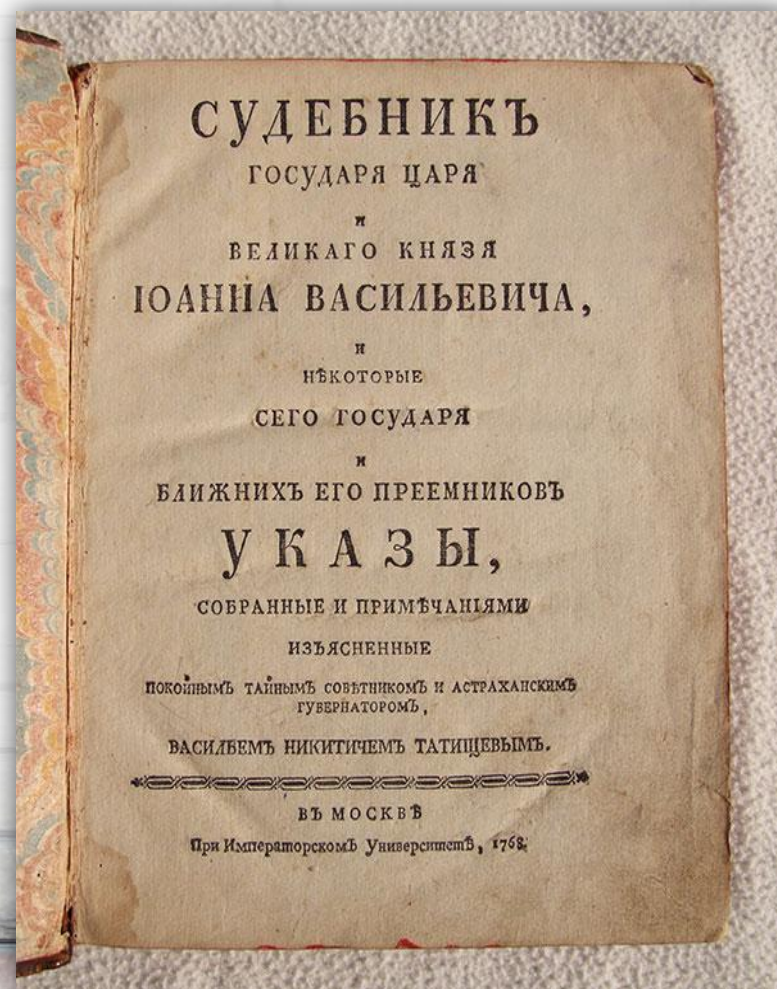 СУДЕБНИКЪ
ГОСУДАРЯ ЦАРЯ
И
ВЕЛИКАГО КНЯЗЯ
ІОАННА ВАСИЛЬЕВИЧА,
И
НѢКОТОРЫЕ
СЕГО ГОСУДАРЯ
И
БЛИЖНИХЪ ЕГО ПРЕЕМНИКОВЪ
УКАЗЫ,
СОБРАННЫЕ И ПРИМѢЧАНІЯМИ
ИЗЪЯСНЕННЫЕ
ПОКОЙНЫМЪ ТАЙНЫМЪ СОВѢТНИКОМЪ И АСТРАХАНСКИМЪ
ГУБЕРНАТОРОМЪ,
ВАСИЛЬЕМЪ НИКИТИЧЕМЪ ТАТИЩЕВЫМЪ.
ВЪ МОСКВѢ
При Императорскомъ Университетѣ, 1768.